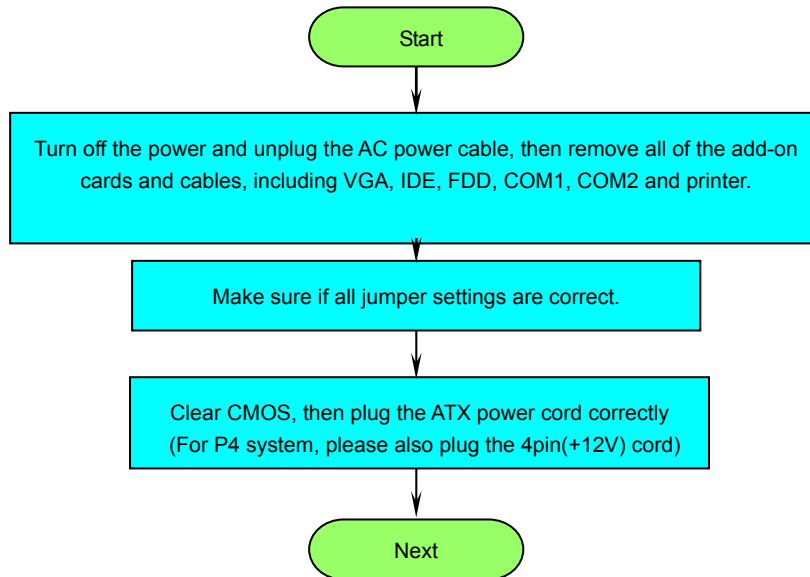 Start
Turn off the power and unplug the AC power cable, then remove all of the add-on
cards and cables, including VGA, IDE, FDD, COM1, COM2 and printer.
Make sure if all jumper settings are correct.
Clear CMOS, then plug the ATX power cord correctly
(For P4 system, please also plug the 4pin(+12V) cord)
Next